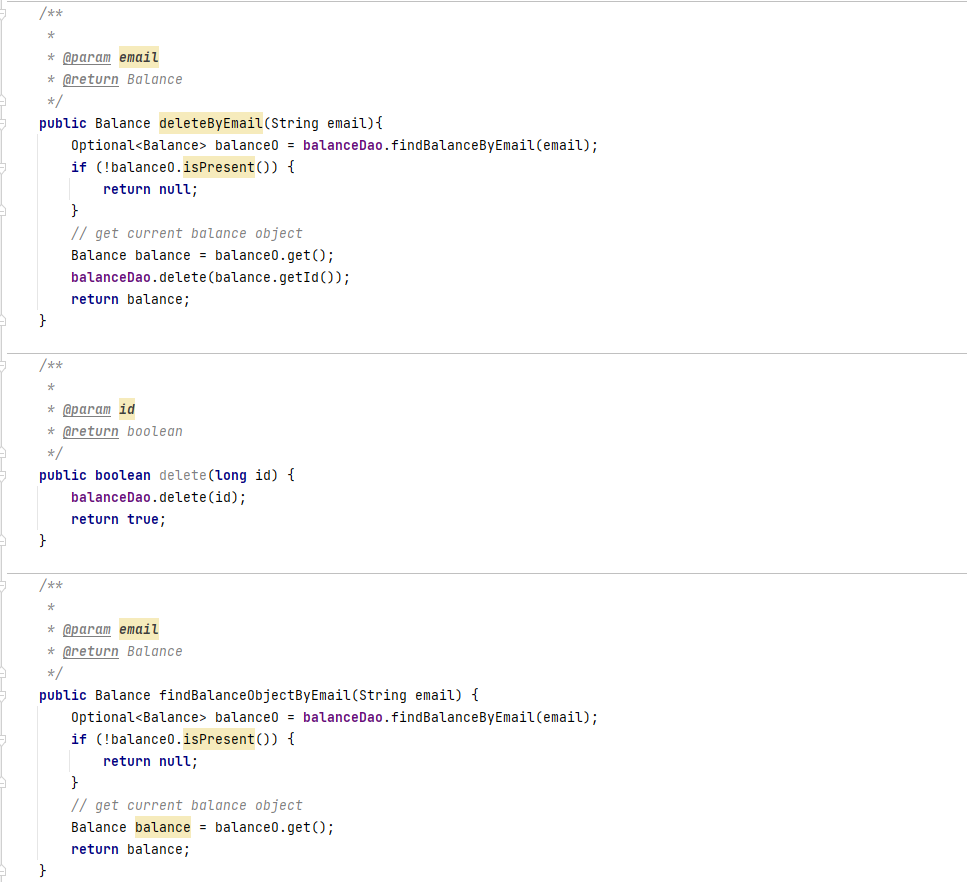 /**
 *
 * @param email
 * @return Balance
 */
public Balance deleteByEmail(String email){
    Optional<Balance> balanceO = balanceDao.findBalanceByEmail(email);
    if (!balanceO.isPresent()) {
        return null;
    }
    // get current balance object
    Balance balance = balanceO.get();
    balanceDao.delete(balance.getId());
    return balance;
}
/**
 *
 * @param id
 * @return boolean
 */
public boolean delete(long id) {
    balanceDao.delete(id);
    return true;
}
/**
 *
 * @param email
 * @return Balance
 */
public Balance findBalanceObjectByEmail(String email) {
    Optional<Balance> balanceO = balanceDao.findBalanceByEmail(email);
    if (!balanceO.isPresent()) {
        return null;
    }
    // get current balance object
    Balance balance = balanceO.get();
    return balance;
}